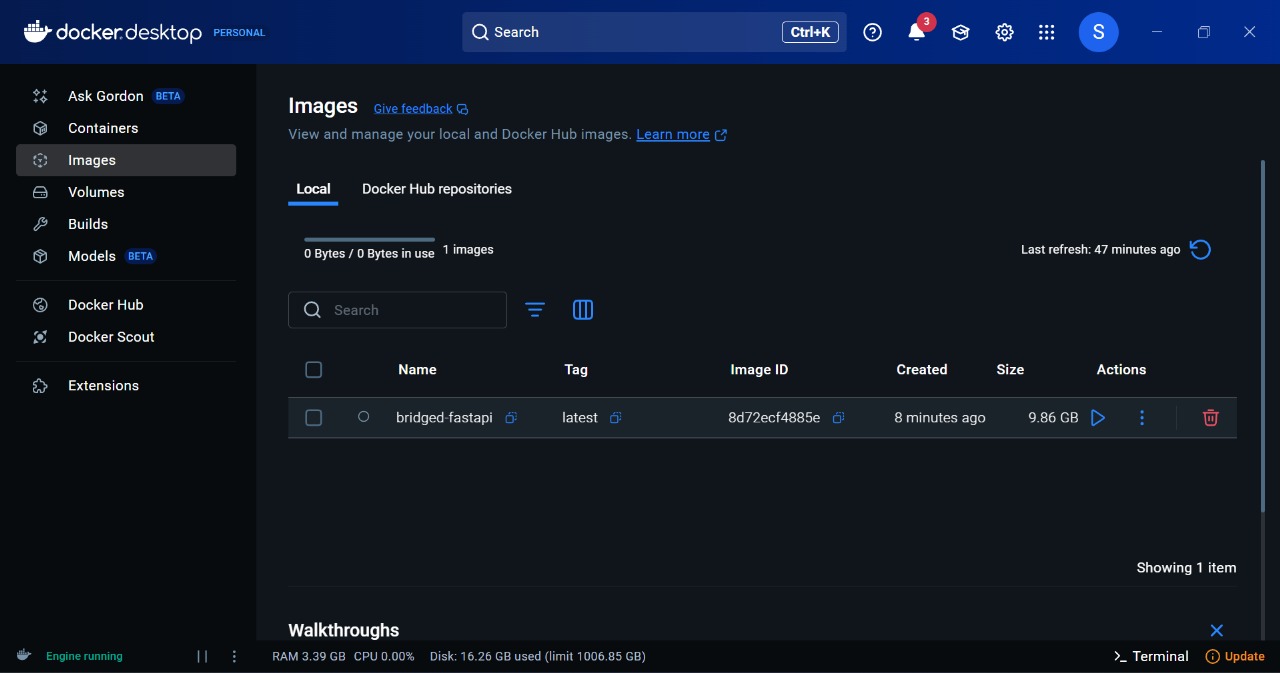 docker.desktop PERSONAL
Search Ctrl+K
3
S
Ask Gordon BETA
Containers
Images
Volumes
Builds
Models BETA
Docker Hub
Docker Scout
Extensions
Images Give feedback
View and manage your local and Docker Hub images. Learn more
Local Docker Hub repositories
0 Bytes / 0 Bytes in use 1 images
Last refresh: 47 minutes ago
Search
Name Tag Image ID Created Size Actions
bridged-fastapi latest 8d72ecf4885e 8 minutes ago 9.86 GB
Showing 1 item
Walkthroughs
Engine running RAM 3.39 GB CPU 0.00% Disk: 16.26 GB used (limit 1006.85 GB) Terminal Update